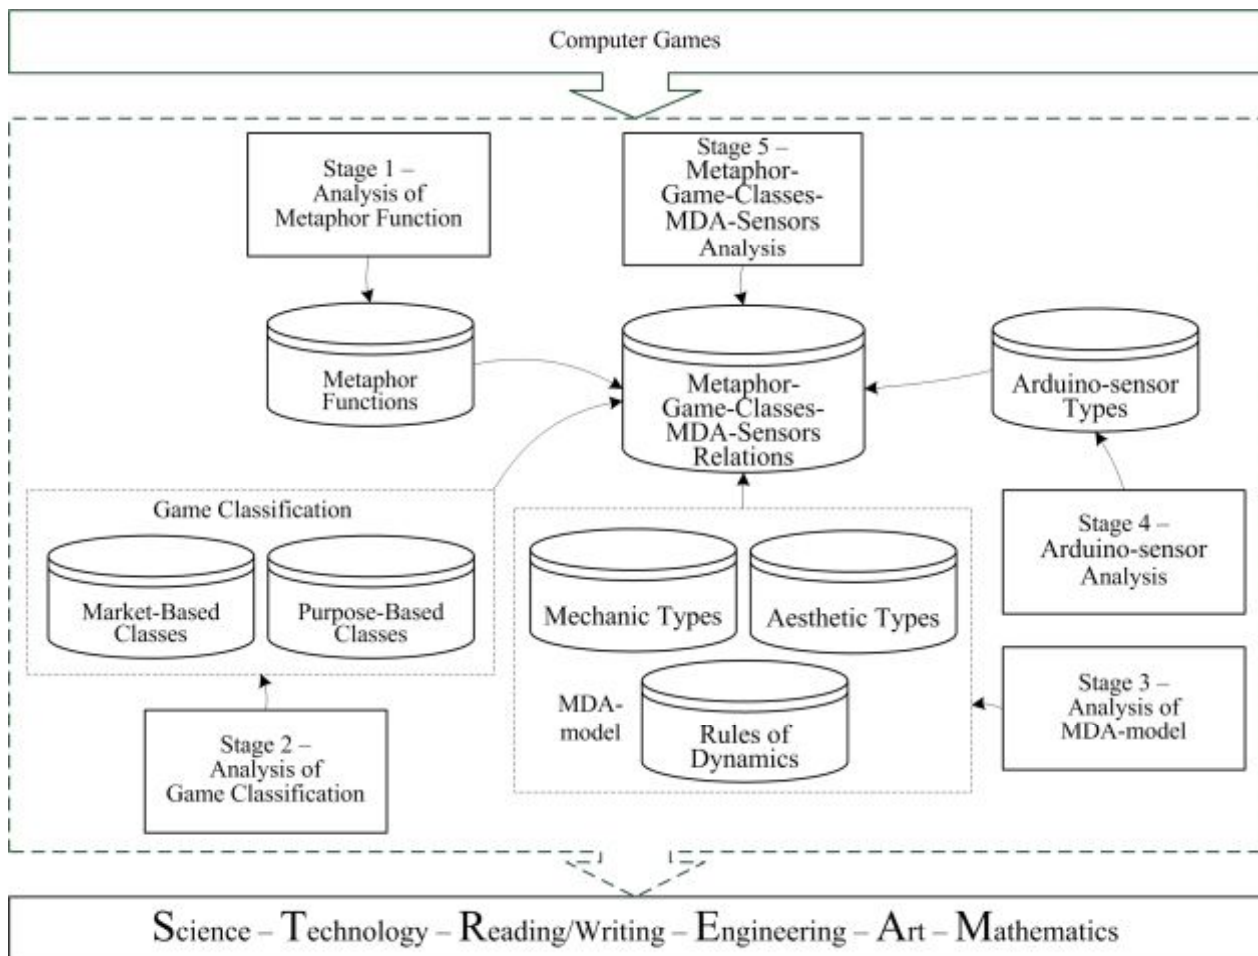 Computer Games
Stage 1 –
Analysis of
Metaphor Function
Stage 5 –
Metaphor-
Game-Classes-
MDA-Sensors
Analysis
Metaphor
Functions
Metaphor-
Game-Classes-
MDA-Sensors
Relations
Arduino-sensor
Types
Game Classification
Market-Based
Classes
Purpose-Based
Classes
Mechanic Types
Aesthetic Types
MDA-
model
Rules of
Dynamics
Stage 4 –
Arduino-sensor
Analysis
Stage 3 –
Analysis of
MDA-model
Stage 2 –
Analysis of
Game Classification
Science – Technology – Reading/Writing – Engineering – Art – Mathematics